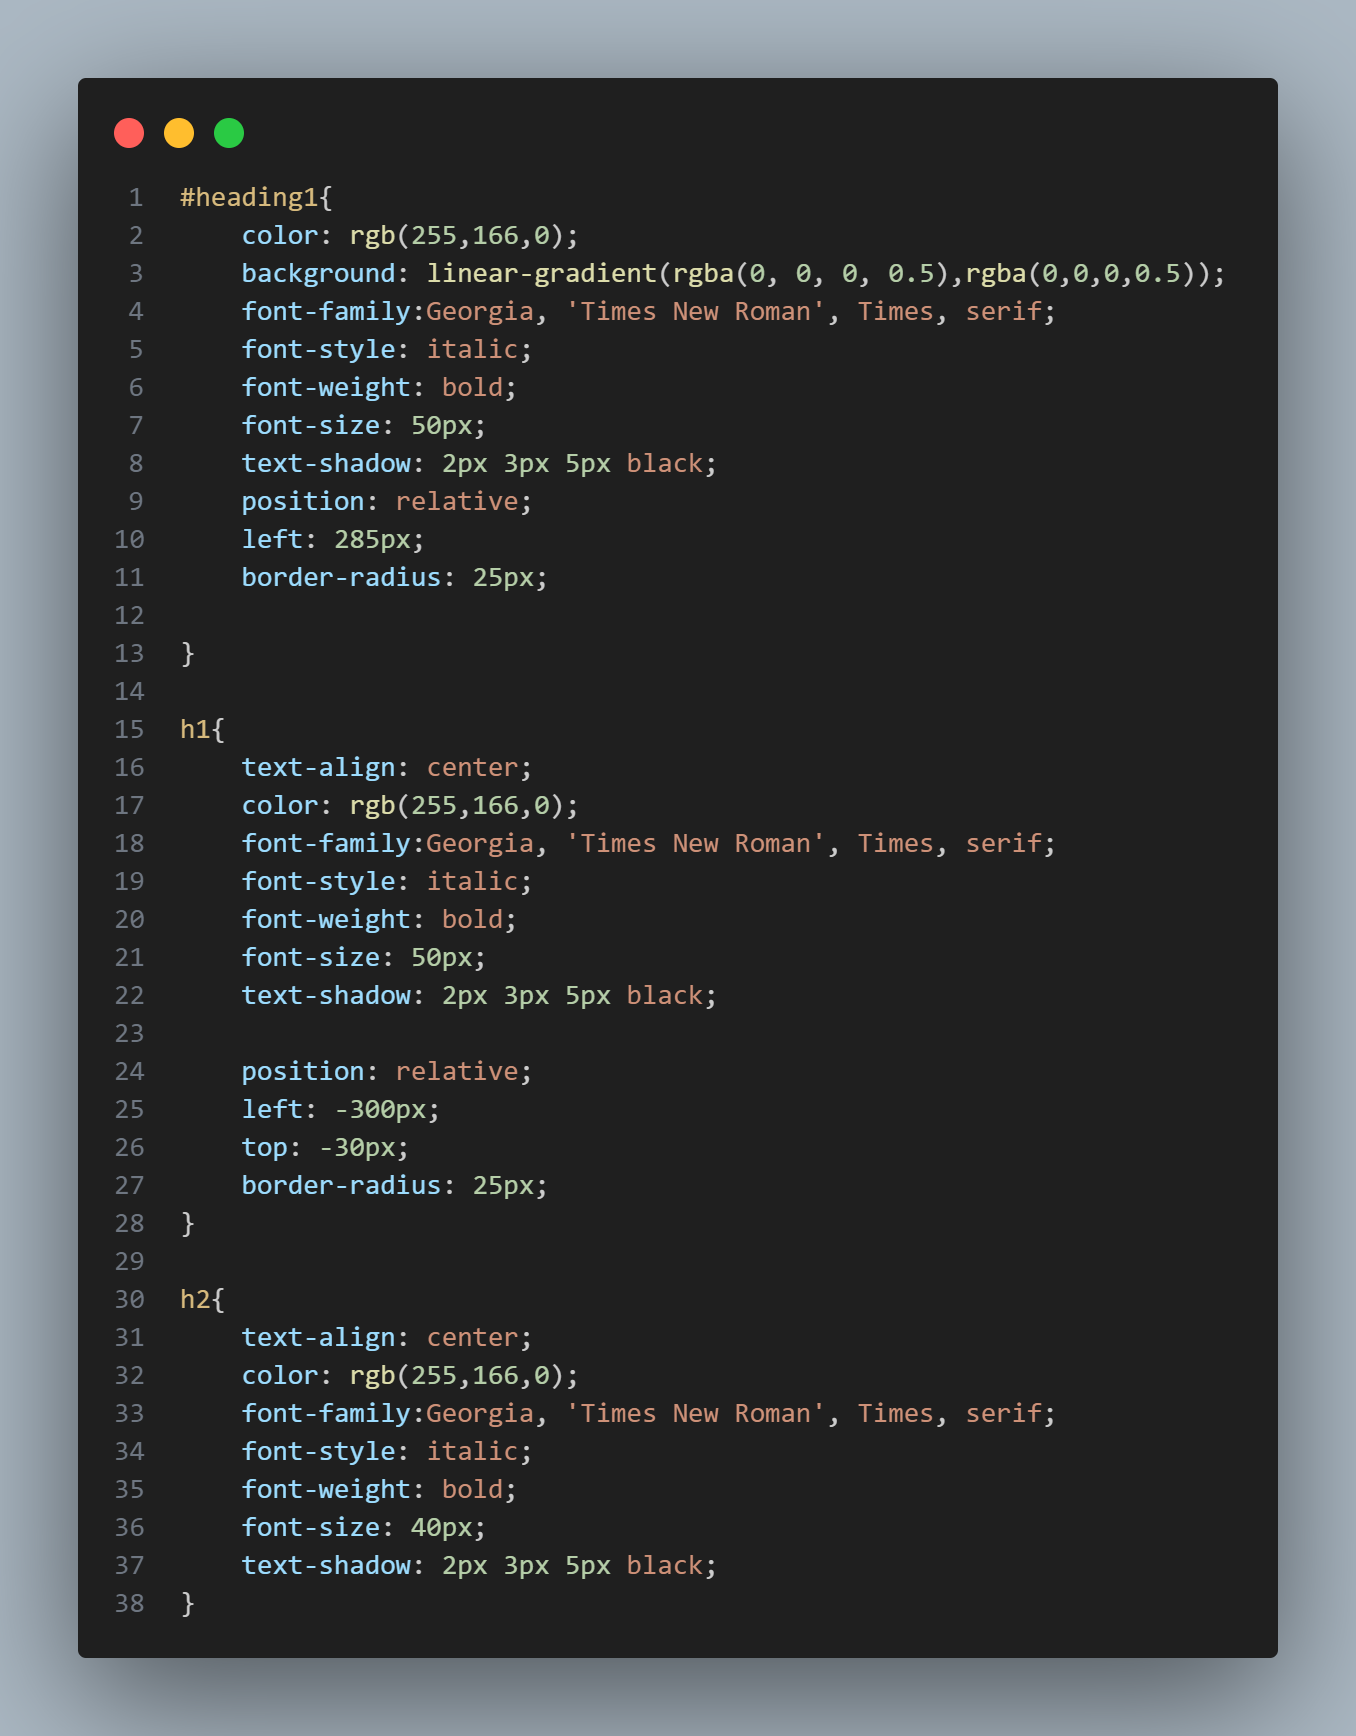 1 #heading1{
2     color: rgb(255,166,0);
3     background: linear-gradient(rgba(0, 0, 0, 0.5),rgba(0,0,0,0.5));
4     font-family:Georgia, 'Times New Roman', Times, serif;
5     font-style: italic;
6     font-weight: bold;
7     font-size: 50px;
8     text-shadow: 2px 3px 5px black;
9     position: relative;
10     left: 285px;
11     border-radius: 25px;
12
13 }
14
15 h1{
16     text-align: center;
17     color: rgb(255,166,0);
18     font-family:Georgia, 'Times New Roman', Times, serif;
19     font-style: italic;
20     font-weight: bold;
21     font-size: 50px;
22     text-shadow: 2px 3px 5px black;
23
24     position: relative;
25     left: -300px;
26     top: -30px;
27     border-radius: 25px;
28 }
29
30 h2{
31     text-align: center;
32     color: rgb(255,166,0);
33     font-family:Georgia, 'Times New Roman', Times, serif;
34     font-style: italic;
35     font-weight: bold;
36     font-size: 40px;
37     text-shadow: 2px 3px 5px black;
38 }